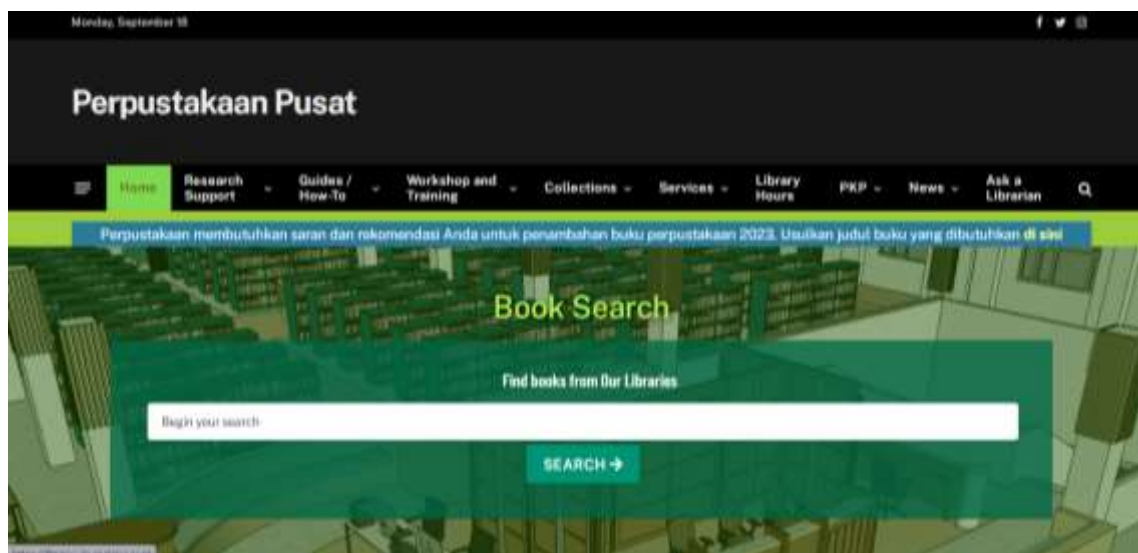 Monday, September 18
Perpustakaan Pusat
Home
Research Support
Guides / How-To
Workshop and Training
Collections
Services
Library Hours
PKP
News
Ask a Librarian
Perpustakaan membutuhkan saran dan rekomendasi Anda untuk penambahan buku perpustakaan 2023. Usulkan judul buku yang dibutuhkan di sini
Book Search
Find books from Our Libraries
Begin your search
SEARCH →